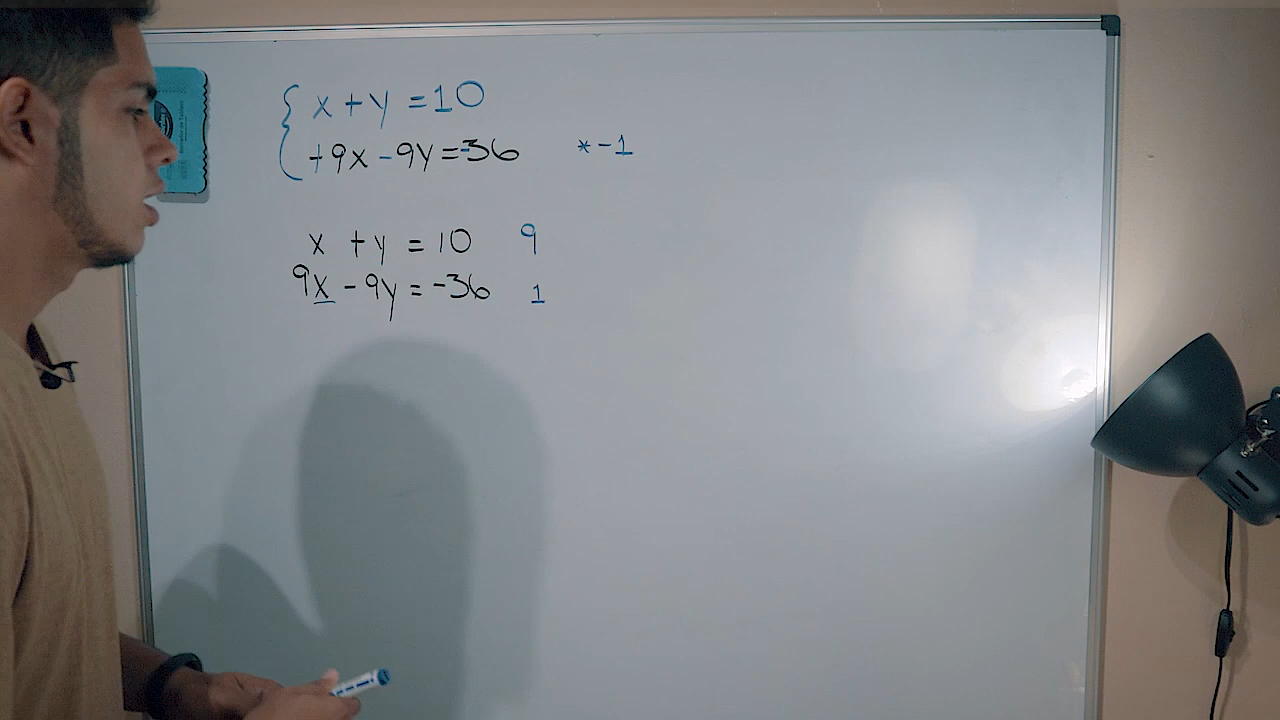 x + y = 10
+9x - 9y = -36 * -1
x + y = 10 9
9x - 9y = -36 1